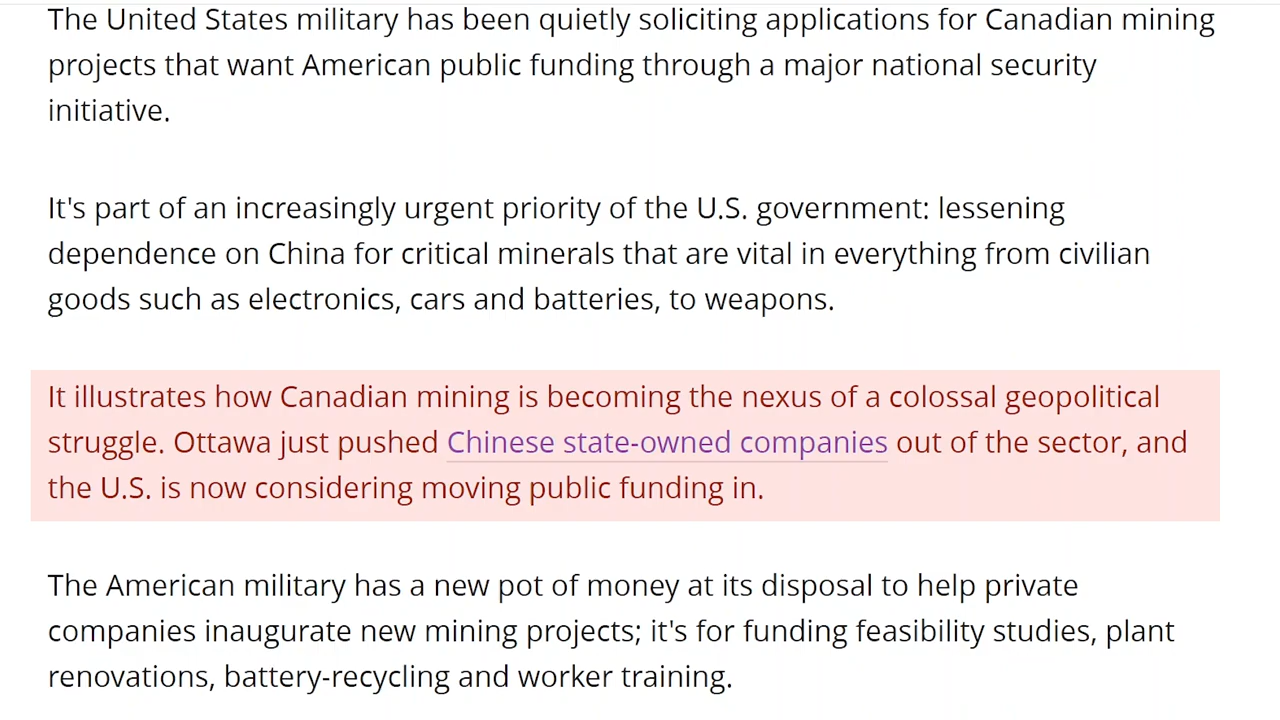 The United States military has been quietly soliciting applications for Canadian mining
projects that want American public funding through a major national security
initiative.
It's part of an increasingly urgent priority of the U.S. government: lessening
dependence on China for critical minerals that are vital in everything from civilian
goods such as electronics, cars and batteries, to weapons.
It illustrates how Canadian mining is becoming the nexus of a colossal geopolitical
struggle. Ottawa just pushed Chinese state-owned companies out of the sector, and
the U.S. is now considering moving public funding in.
The American military has a new pot of money at its disposal to help private
companies inaugurate new mining projects; it's for funding feasibility studies, plant
renovations, battery-recycling and worker training.